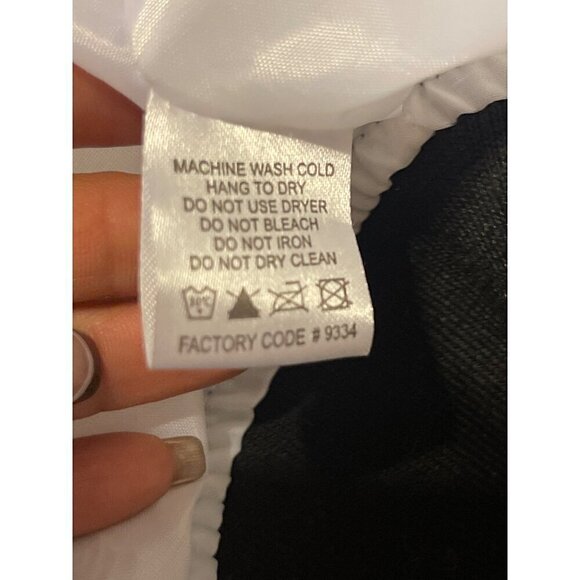 MACHINE WASH COLD
HANG TO DRY
DO NOT USE DRYER
DO NOT BLEACH
DO NOT IRON
DO NOT DRY CLEAN
FACTORY CODE # 9334